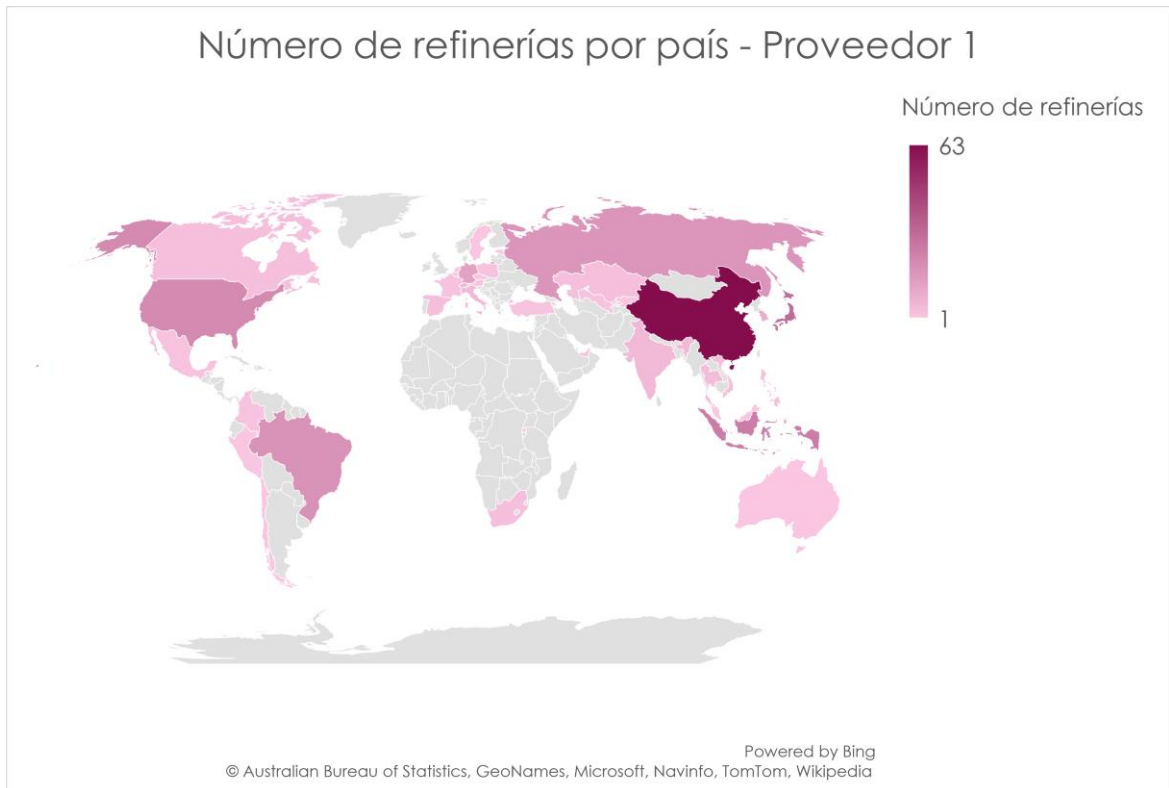 Número de refinerías por país - Proveedor 1
Número de refinerías
63
1
Powered by Bing
© Australian Bureau of Statistics, GeoNames, Microsoft, Navinfo, TomTom, Wikipedia